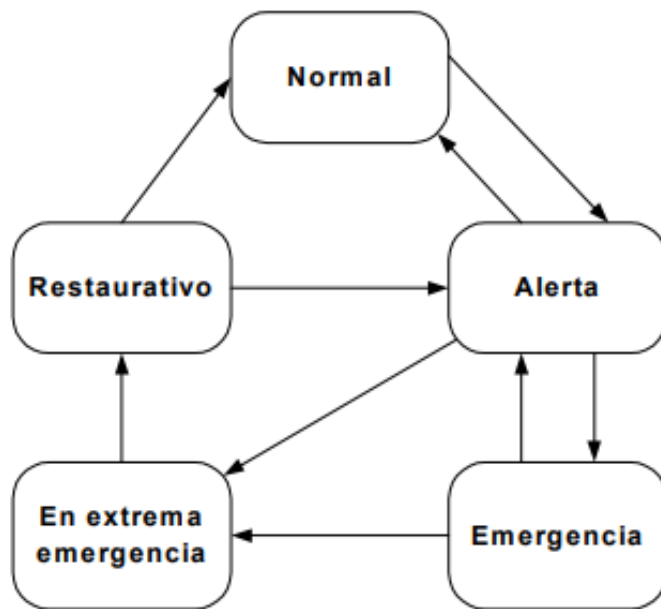 Normal
Restaurativo
Alerta
En extrema
emergencia
Emergencia